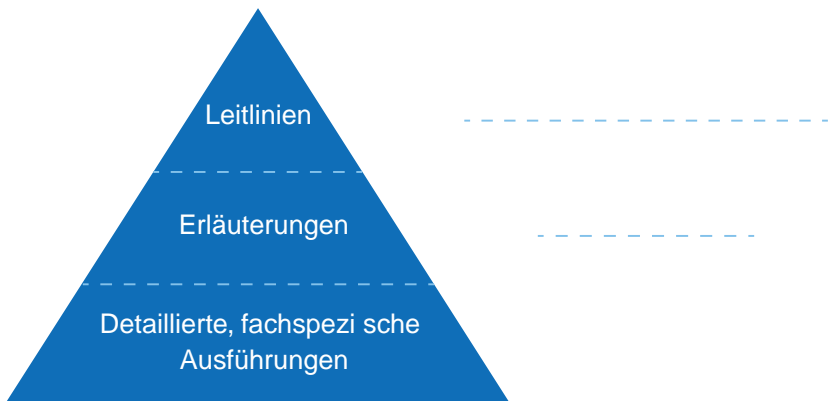 Leitlinien
Erläuterungen
Detaillierte, fachspezi sche
Ausführungen